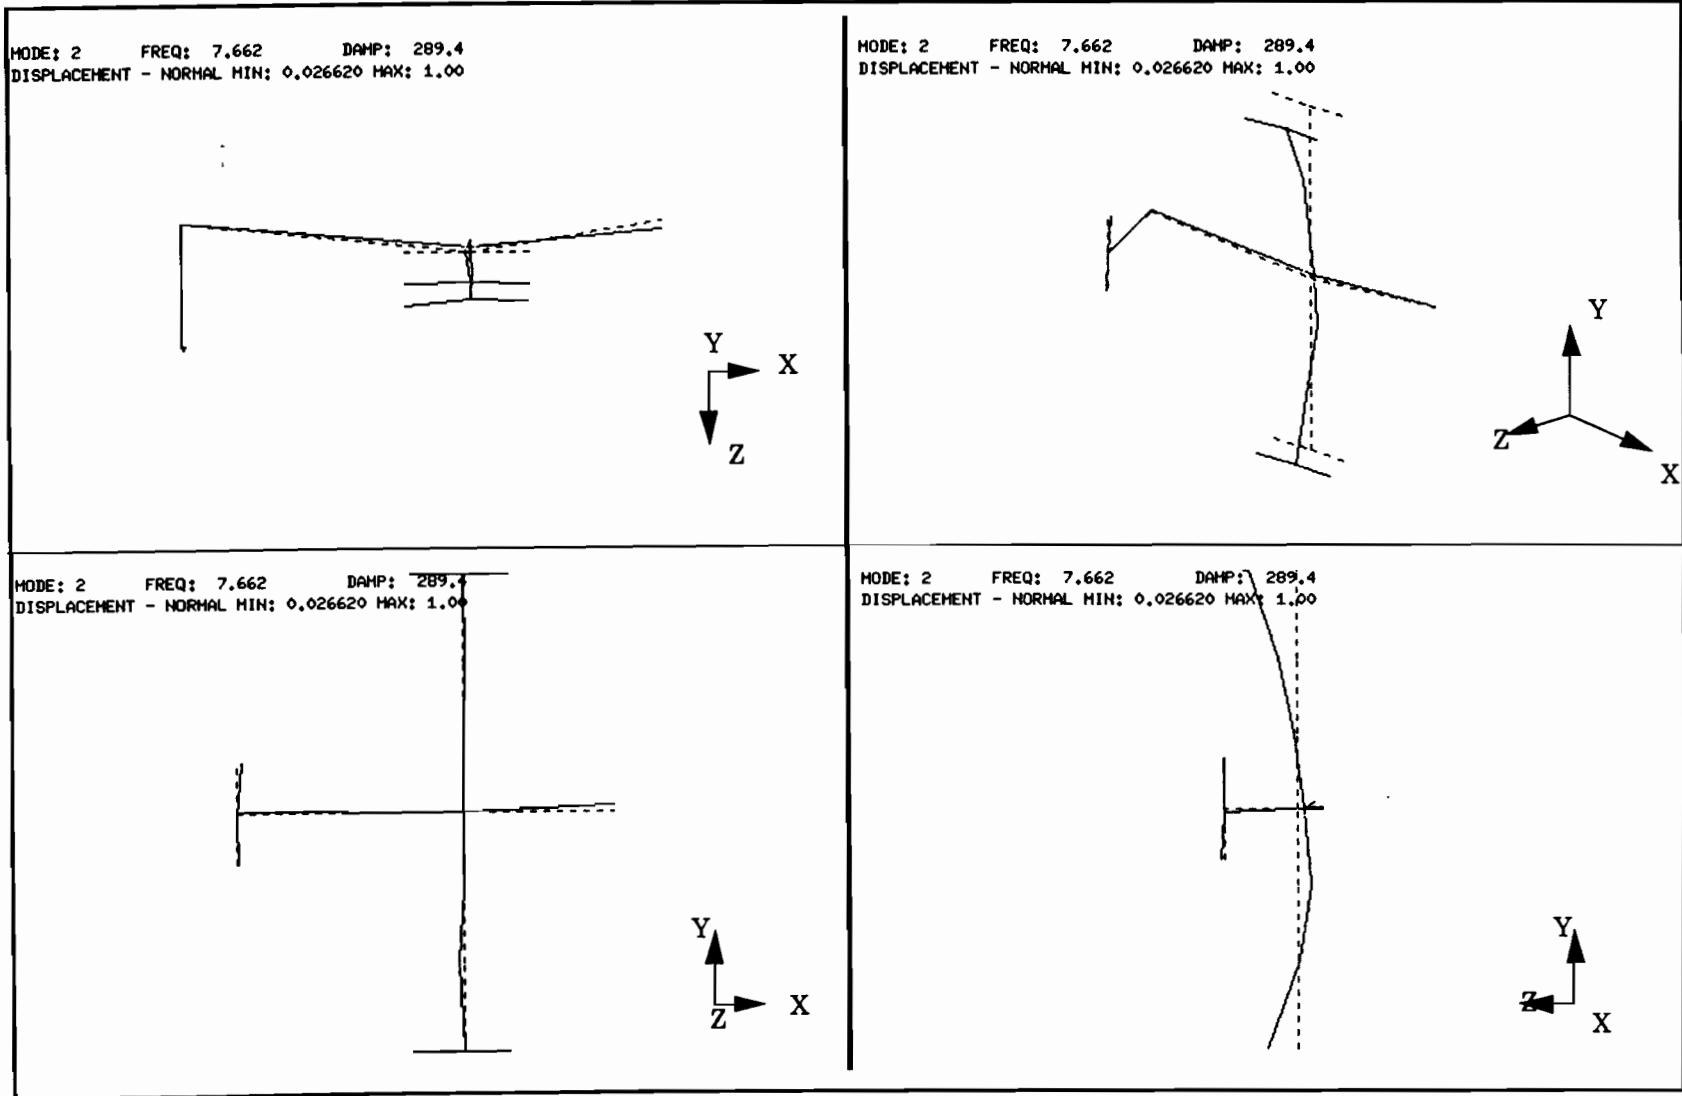 MODE: 2 FREQ: 7.662 DAMP: 289.4
DISPLACEMENT - NORMAL MIN: 0.026620 MAX: 1.00
Y
X
Z
MODE: 2 FREQ: 7.662 DAMP: 289.4
DISPLACEMENT - NORMAL MIN: 0.026620 MAX: 1.00
Y
Z
X
MODE: 2 FREQ: 7.662 DAMP: 289.4
DISPLACEMENT - NORMAL MIN: 0.026620 MAX: 1.00
Y
Z
X
MODE: 2 FREQ: 7.662 DAMP: 289.4
DISPLACEMENT - NORMAL MIN: 0.026620 MAX: 1.00
Y
Z
X